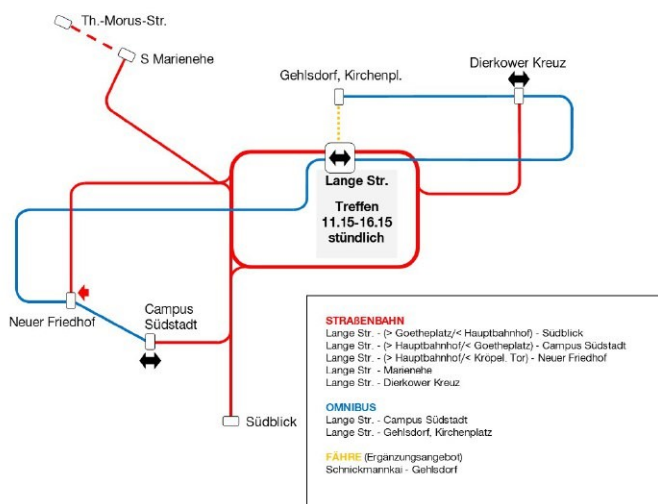 Th.-Morus-Str.
S Marienehe
Gehlsdorf, Kirchenpl.
Dierkower Kreuz
Lange Str.
Treffen
11.15-16.15
stündlich
Neuer Friedhof
Campus
Südstadt
Südblick
STRAßENBAHN
Lange Str. - (> Goetheplatz/< Hauptbahnhof) - Südblick
Lange Str. - (> Hauptbahnhof/< Goetheplatz) - Campus Südstadt
Lange Str. - (> Hauptbahnhof/< Kröpel. Tor) - Neuer Friedhof
Lange Str. - Marienehe
Lange Str. - Dierkower Kreuz
OMNIBUS
Lange Str. - Campus Südstadt
Lange Str. - Gehlsdorf, Kirchenplatz
FÄHRE (Ergänzungsangebot)
Schnickmannkai - Gehlsdorf